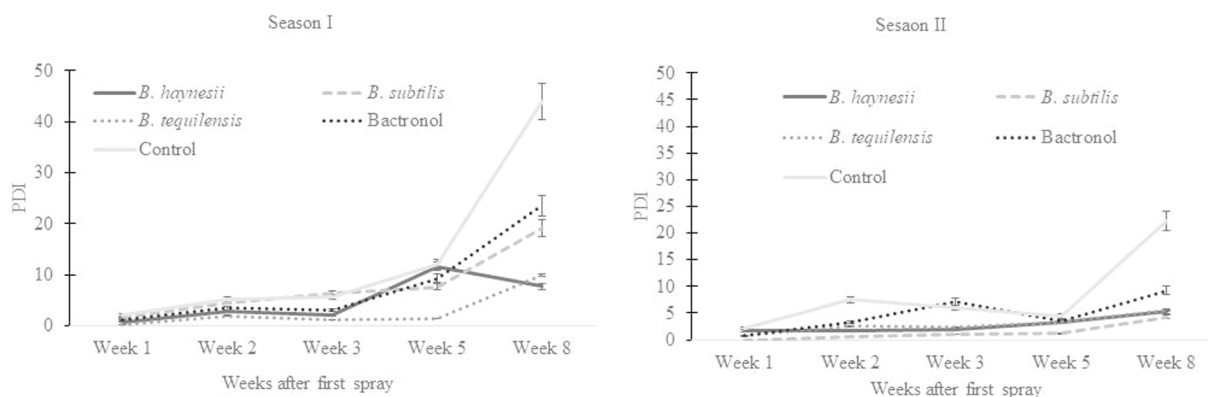 Season I
50
40
30
20
10
0
PDI
B. haynesii
B. subtilis
B. tequilensis
Bactronol
Control
Week 1
Week 2
Week 3
Week 5
Week 8
Weeks after first spray
Sesaon II
50
45
40
35
30
25
20
15
10
5
0
PDI
B. haynesii
B. subtilis
B. tequilensis
Bactronol
Control
Week 1
Week 2
Week 3
Week 5
Week 8
Weeks after first spray